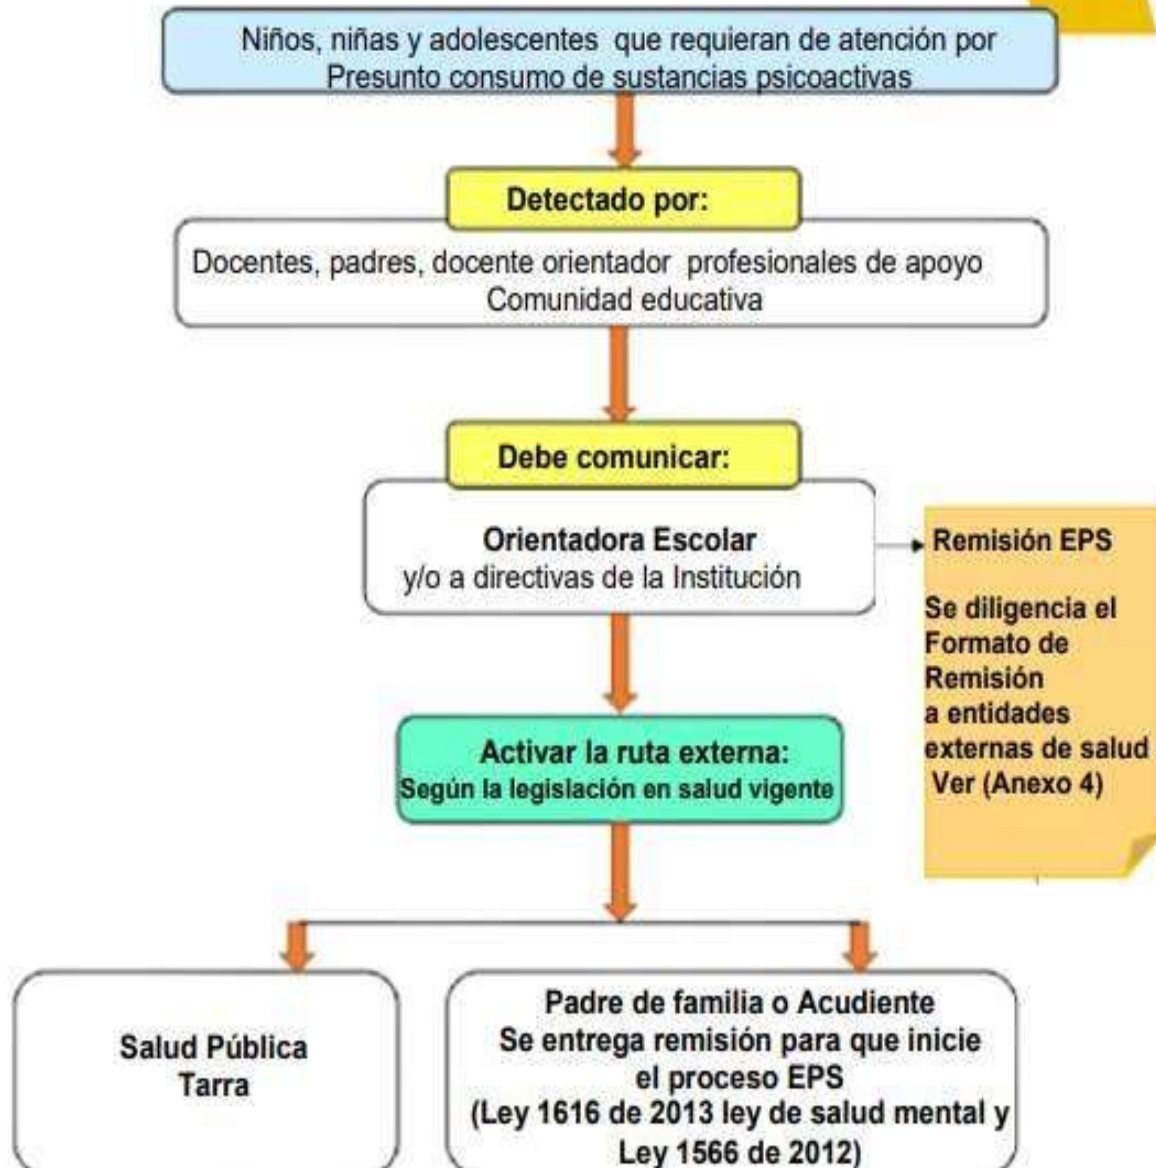 Niños, niñas y adolescentes que requieran de atención por
Presunto consumo de sustancias psicoactivas
Detectado por:
Docentes, padres, docente orientador profesionales de apoyo
Comunidad educativa
Debe comunicar:
Orientadora Escolar
y/o a directivas de la Institución
Remisión EPS
Se diligencia el
Formato de
Remisión
a entidades
externas de salud
Ver (Anexo 4)
Activar la ruta externa:
Según la legislación en salud vigente
Salud Pública
Tarra
Padre de familia o Acudiente
Se entrega remisión para que inicie
el proceso EPS
(Ley 1616 de 2013 ley de salud mental y
Ley 1566 de 2012)